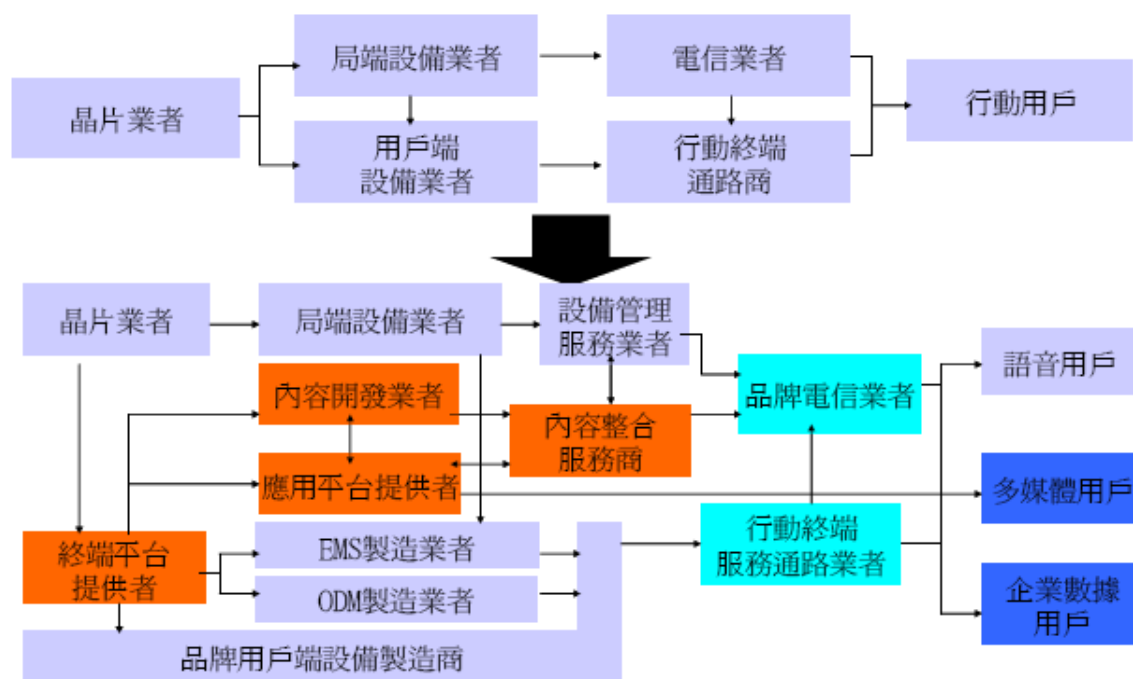 局端設備業者
電信業者
晶片業者
行動用戶
用戶端
設備業者
行動終端
通路商
晶片業者
局端設備業者
設備管理
服務業者
語音用戶
內容開發業者
品牌電信業者
內容整合
服務商
應用平台提供者
多媒體用戶
終端平台
提供者
EMS製造業者
行動終端
服務通路業者
ODM製造業者
企業數據
用戶
品牌用戶端設備製造商